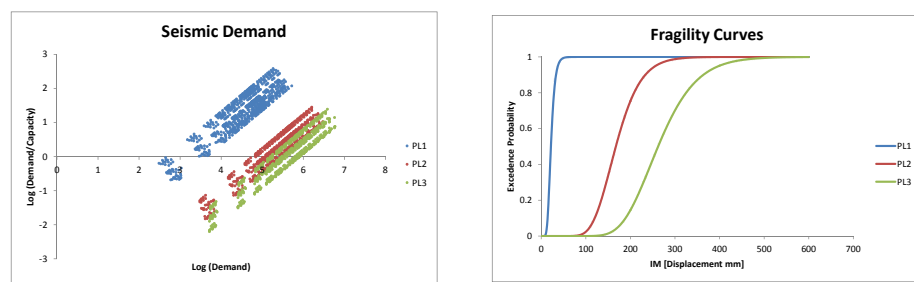 Seismic Demand
3
2
1
0
-1
-2
-3
0 1 2 3 4 5 6 7 8
Log (Demand/Capacity)
Log (Demand)
PL1
PL2
PL3
Fragility Curves
1
0.8
0.6
0.4
0.2
0
0 100 200 300 400 500 600 700
Excedence Probability
IM [Displacement mm]
PL1
PL2
PL3